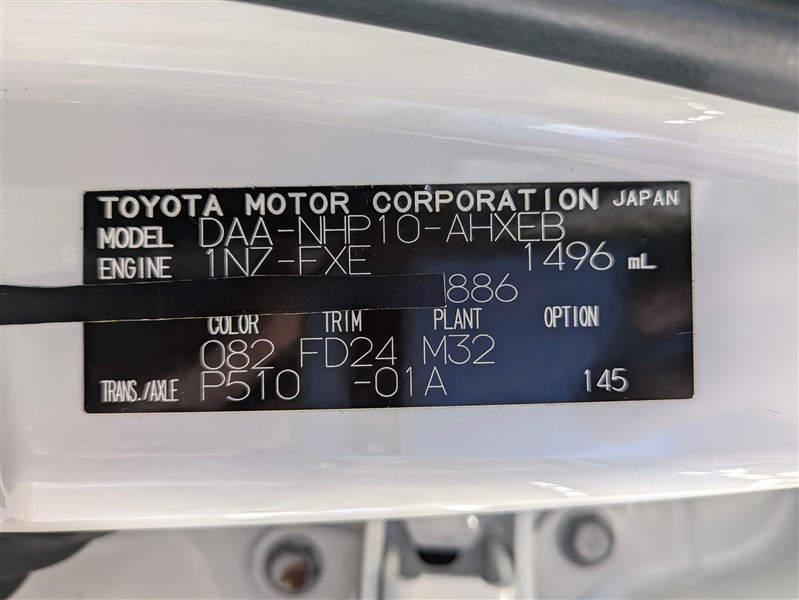 TOYOTA MOTOR CORPORATION JAPAN
MODEL DAA-NHP10-AHXEB
ENGINE 1NZ-FXE 1496 mL
886
COLOR TRIM PLANT OPTION
082 FD24 M32
TRANS./AXLE P510 -01A 145